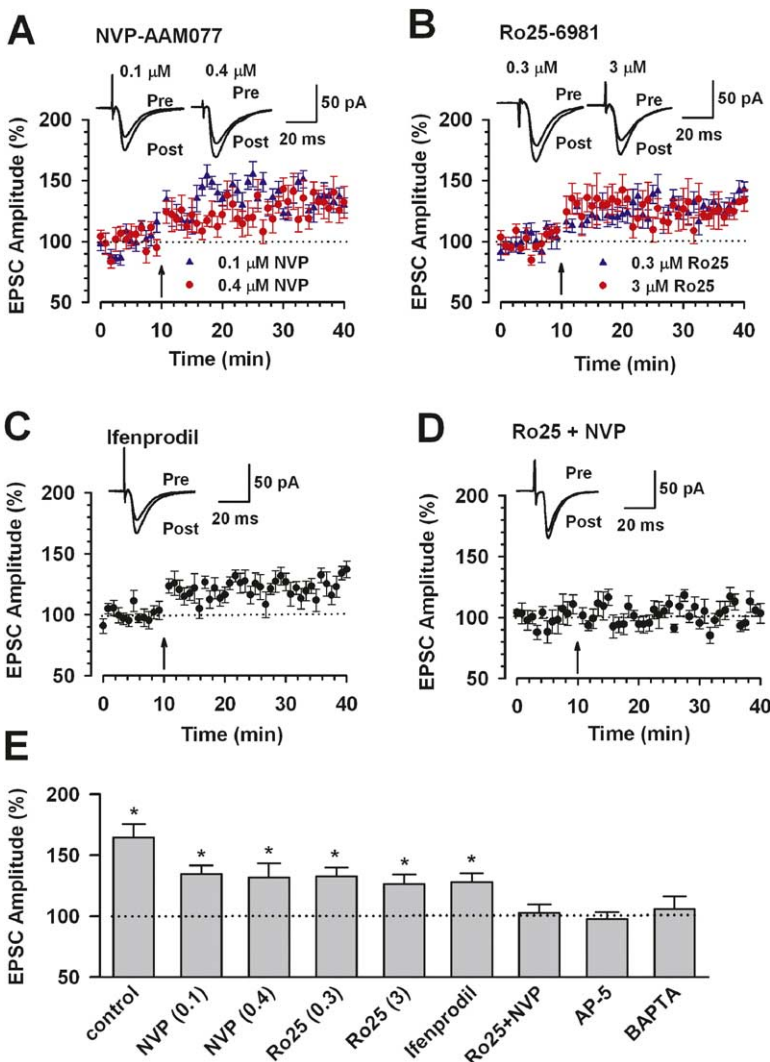 A
NVP-AAM077
0.1 μM
0.4 μM
Pre
Pre
Post
Post
50 pA
20 ms
EPSC Amplitude (%)
200
150
100
50
0.1 μM NVP
0.4 μM NVP
0 10 20 30 40
Time (min)
B
Ro25-6981
0.3 μM
3 μM
Pre
Pre
Post
Post
50 pA
20 ms
EPSC Amplitude (%)
200
150
100
50
0.3 μM Ro25
3 μM Ro25
0 10 20 30 40
Time (min)
C
Ifenprodil
Pre
Post
50 pA
20 ms
EPSC Amplitude (%)
200
150
100
50
0 10 20 30 40
Time (min)
D
Ro25 + NVP
Pre
Post
50 pA
20 ms
EPSC Amplitude (%)
200
150
100
50
0 10 20 30 40
Time (min)
E
EPSC Amplitude (%)
200
150
100
50
* * * * * *
control
NVP (0.1)
NVP (0.4)
Ro25 (0.3)
Ro25 (3)
Ifenprodil
Ro25+NVP
AP-5
BAPTA